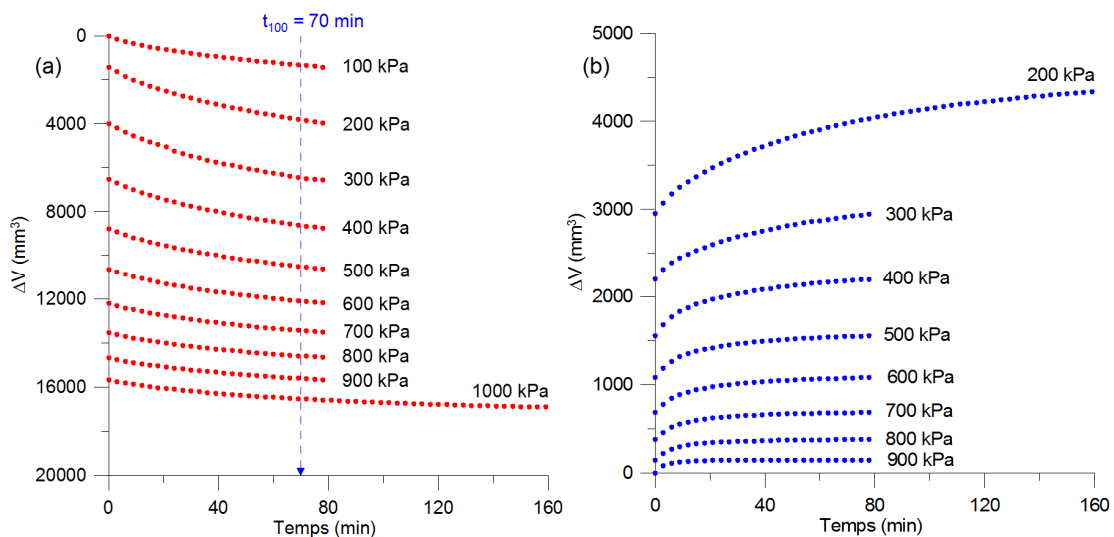 t100 = 70 min
(a)
0
4000
8000
12000
16000
20000
ΔV (mm³)
100 kPa
200 kPa
300 kPa
400 kPa
500 kPa
600 kPa
700 kPa
800 kPa
900 kPa
1000 kPa
0 40 80 120 160
Temps (min)
(b)
5000
4000
3000
2000
1000
0
ΔV (mm³)
200 kPa
300 kPa
400 kPa
500 kPa
600 kPa
700 kPa
800 kPa
900 kPa
0 40 80 120 160
Temps (min)